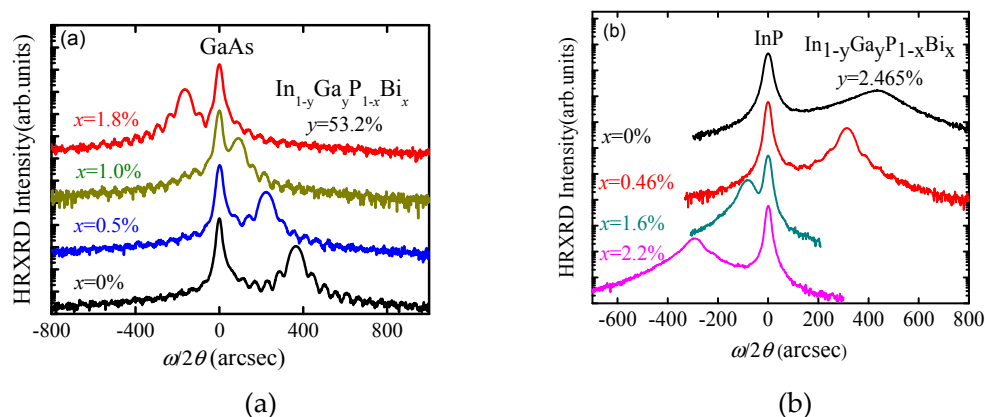 (a)
GaAs
In1-yGayP1-xBix
y=53.2%
x=1.8%
x=1.0%
x=0.5%
x=0%
HRXRD Intensity(arb.units)
-800 -400 0 400
ω/2θ (arcsec)
(a)
(b)
InP
In1-yGayP1-xBix
y=2.465%
x=0%
x=0.46%
x=1.6%
x=2.2%
HRXRD Intensity(arb.units)
-600 -400 -200 0 200 400 600 800
ω/2θ (arcsec)
(b)